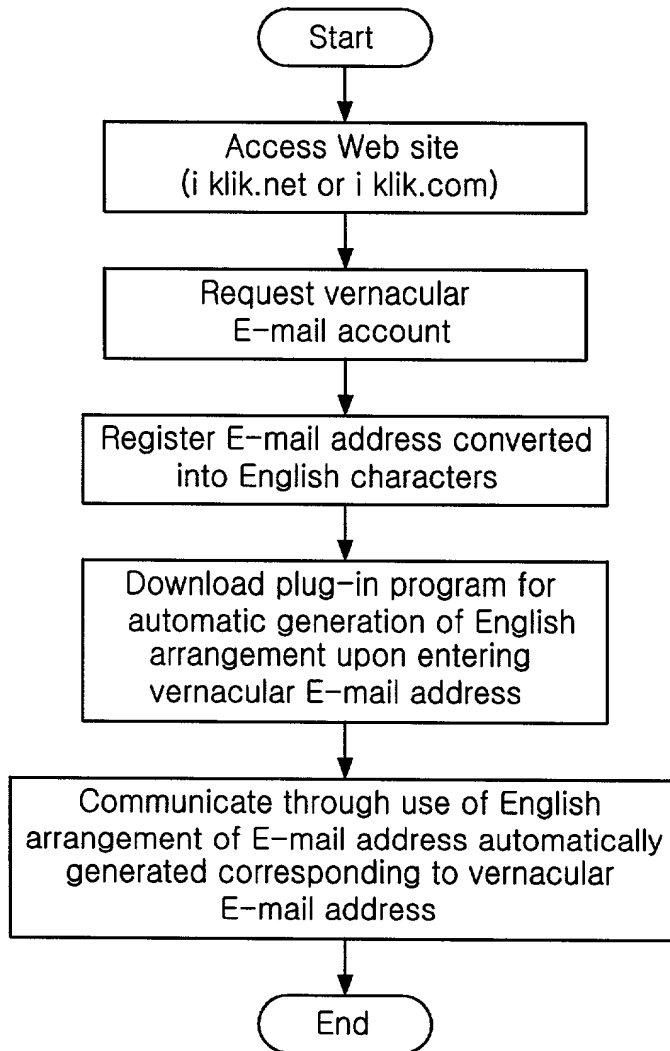 Start
Access Web site
(i klik.net or i klik.com)
Request vernacular
E-mail account
Register E-mail address converted
into English characters
Download plug-in program for
automatic generation of English
arrangement upon entering
vernacular E-mail address
Communicate through use of English
arrangement of E-mail address automatically
generated corresponding to vernacular
E-mail address
End